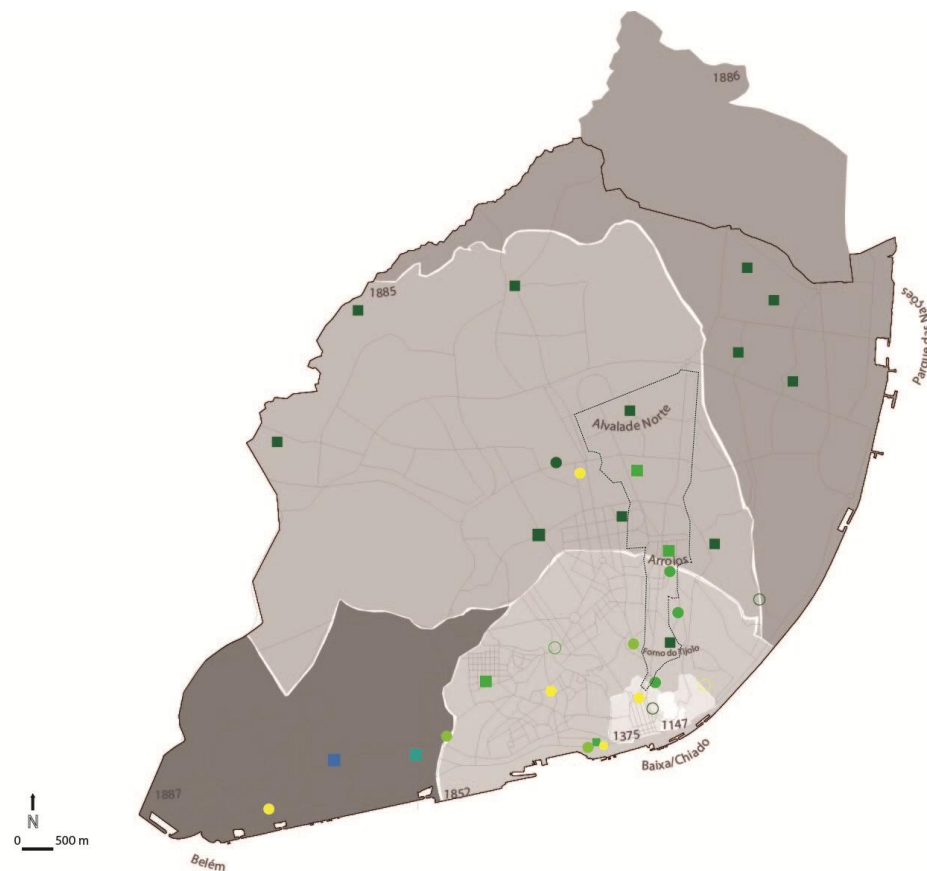 1886
1885
Parque das Nações
Alvalade Norte
Arroios
Forno do Tijolo
1147
1375
Baixa/Chiado
1887
1852
N
0 500 m
Belém